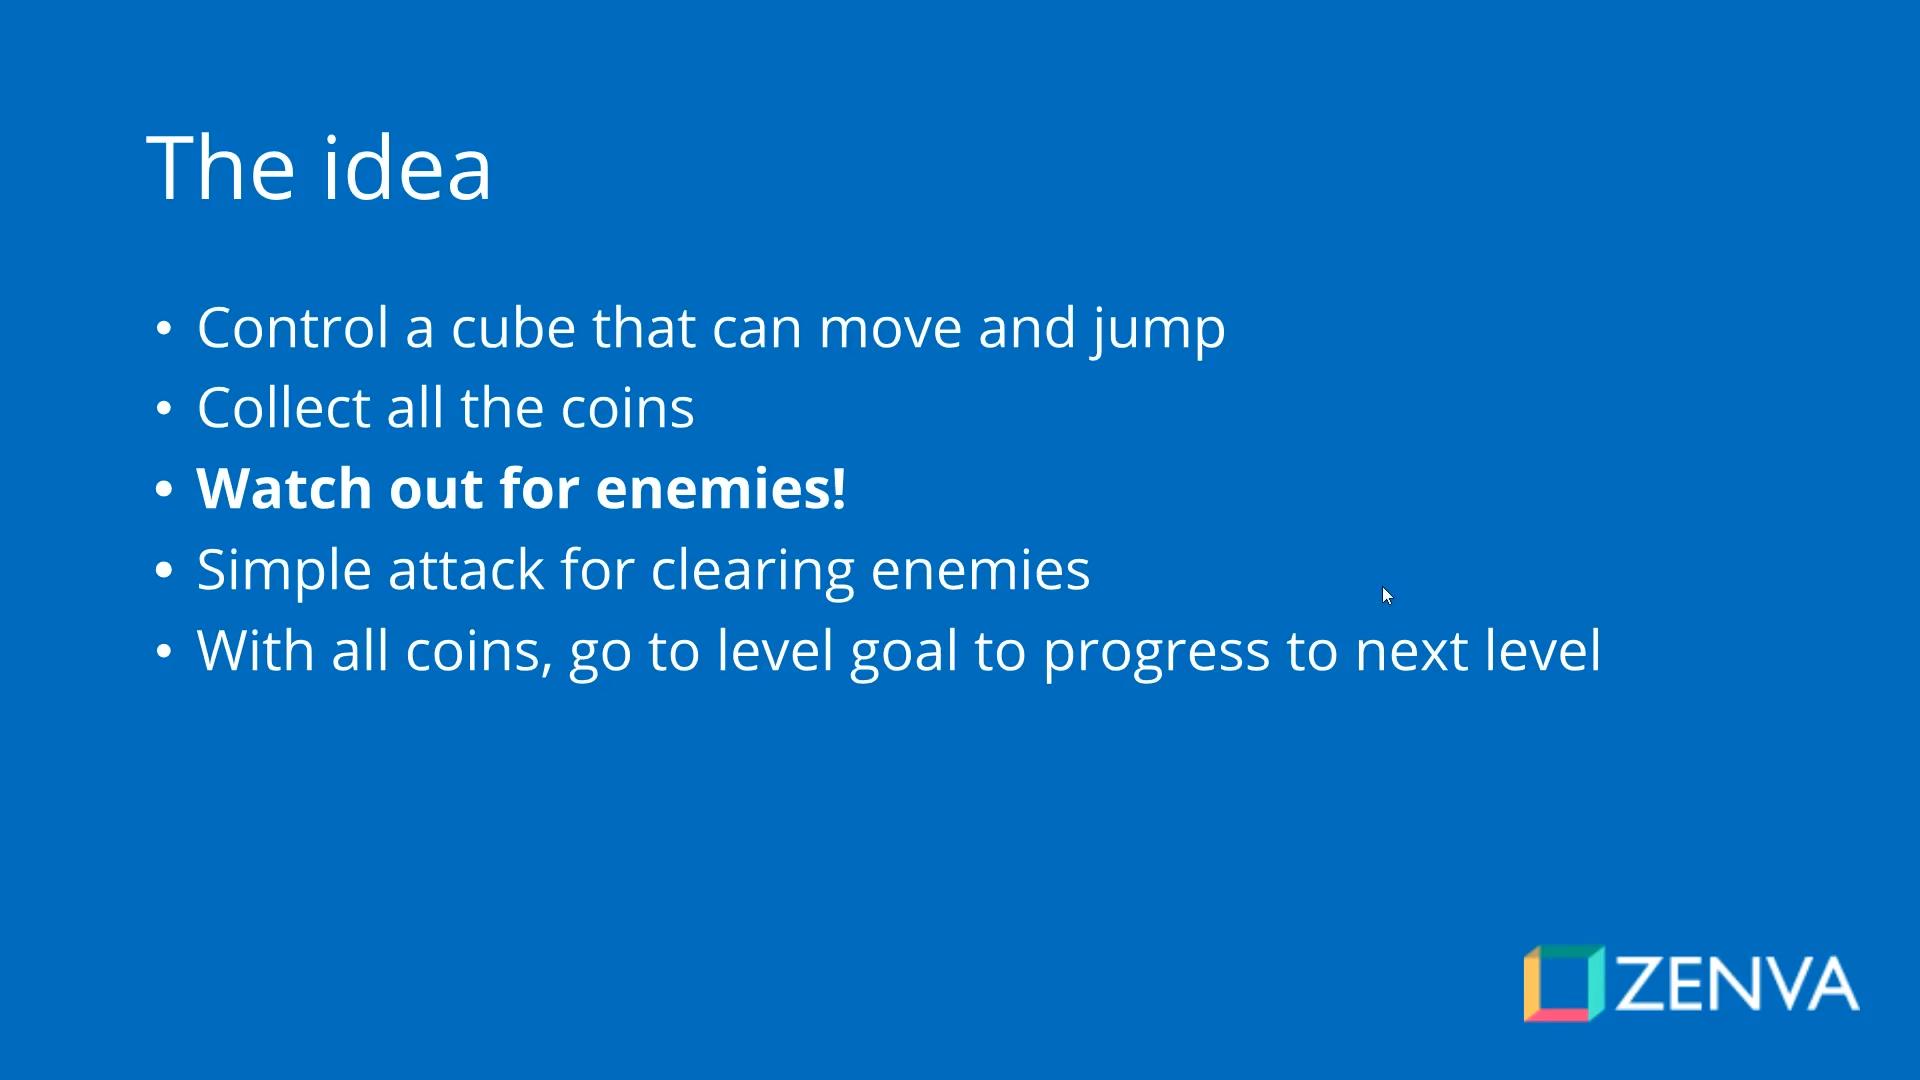 The idea
• Control a cube that can move and jump
• Collect all the coins
• Watch out for enemies!
• Simple attack for clearing enemies
• With all coins, go to level goal to progress to next level
ZENVA